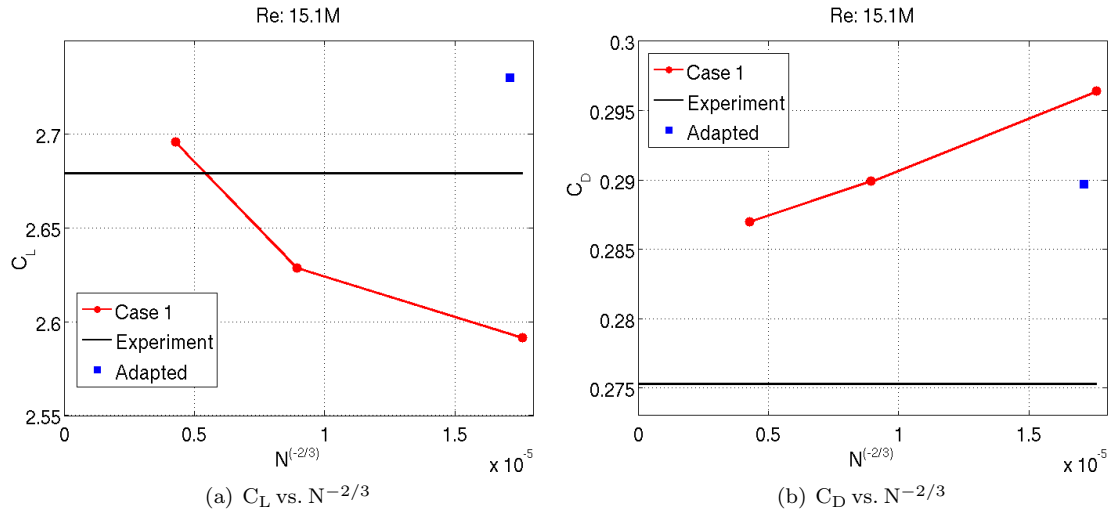 Re: 15.1M
2.7
2.65
2.6
2.55
C_L
Case 1
Experiment
Adapted
0
0.5
1
1.5
x 10^-5
N^(-2/3)
(a) C_L vs. N^−2/3
Re: 15.1M
0.3
0.295
0.29
0.285
0.28
0.275
C_D
Case 1
Experiment
Adapted
0
0.5
1
1.5
x 10^-5
N^(-2/3)
(b) C_D vs. N^−2/3